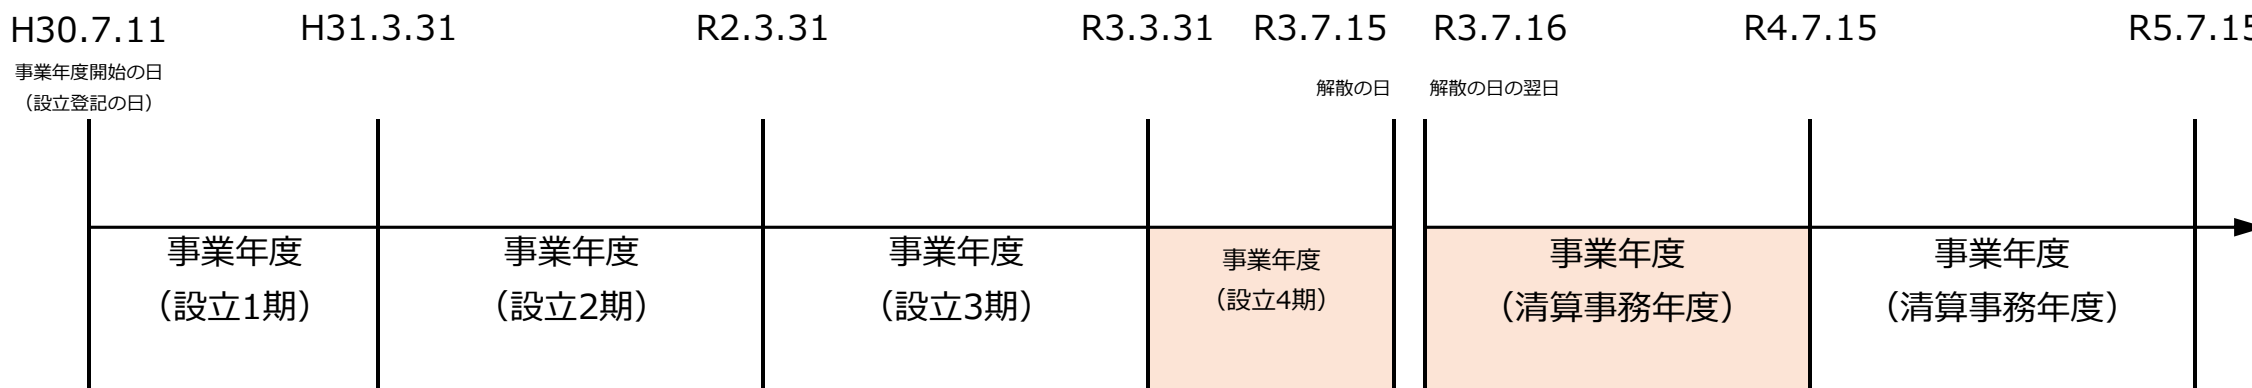 H30.7.11 H31.3.31 R2.3.31 R3.3.31 R3.7.15 R3.7.16 R4.7.15 R5.7.15
事業年度開始の日
（設立登記の日）
解散の日 解散の日の翌日
事業年度 事業年度 事業年度 事業年度 事業年度 事業年度
（設立1期） （設立2期） （設立3期） （設立4期） （清算事務年度） （清算事務年度）